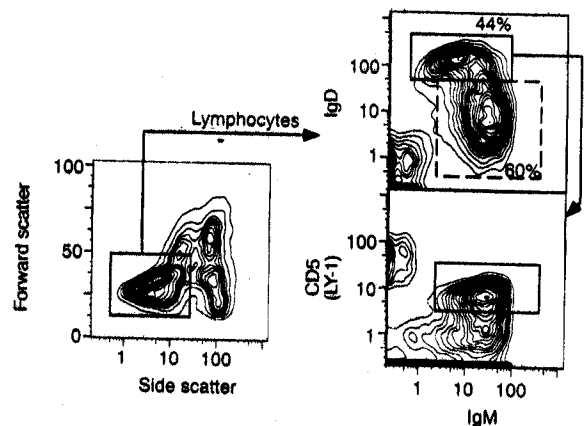 44%
100
10
1
IgD
60%
Lymphocytes
100
50
0
Forward scatter
1 10 100
Side scatter
100
10
1
CD5
(LY-1)
1 10 100
IgM